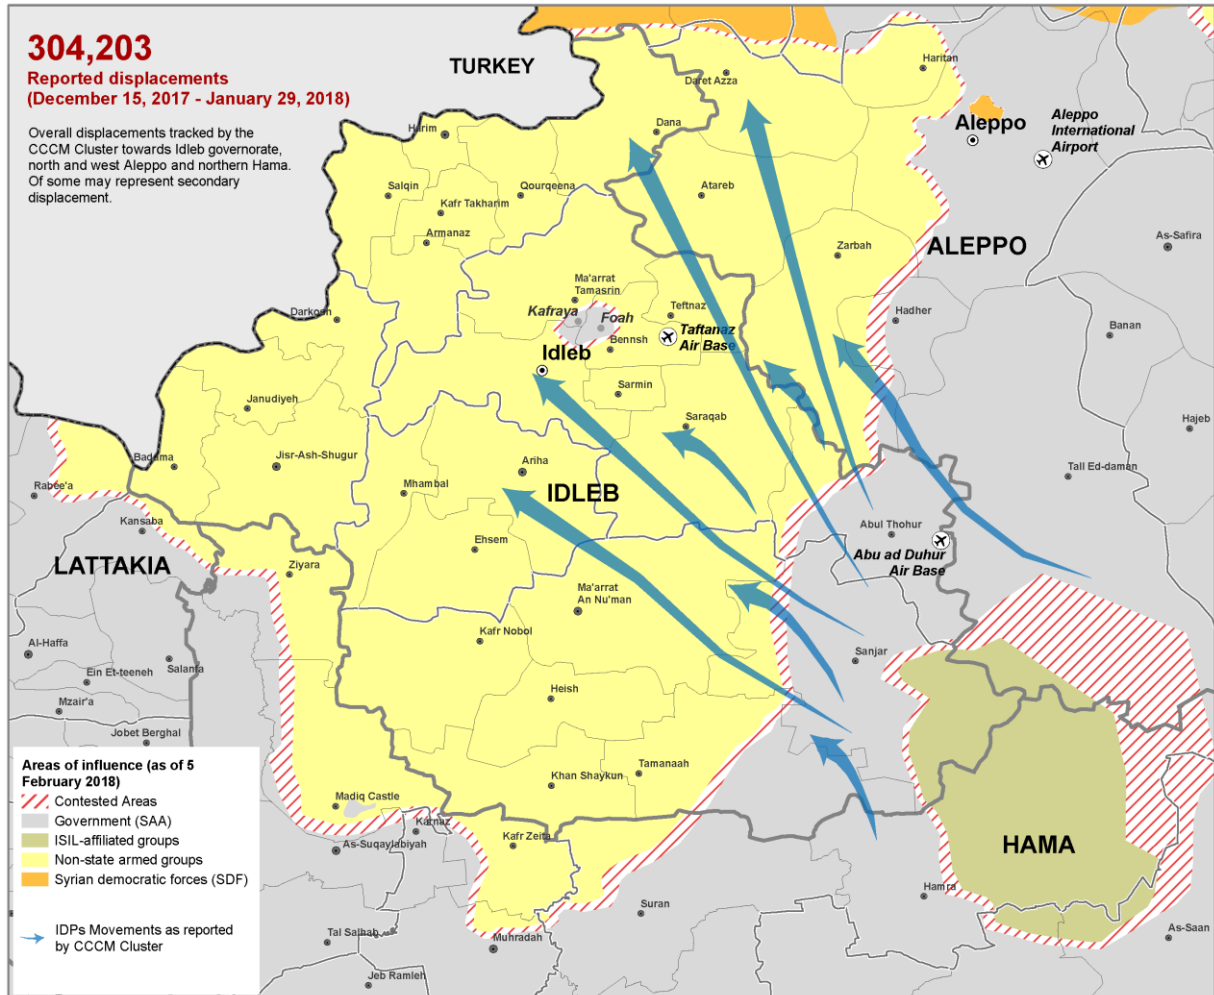 304,203
Reported displacements
(December 15, 2017 - January 29, 2018)
Overall displacements tracked by the
CCCM Cluster towards Idleb governorate,
north and west Aleppo and northern Hama.
Of some may represent secondary
displacement.
TURKEY
Haritan
Daret Azza
Aleppo
Aleppo
International
Airport
Harim
Dana
Salqin
Qourqeena
Atareb
Kafr Takharim
Armanaz
Zarbah
ALEPPO
As-Safira
Ma'arrat
Tamasrin
Darkosh
Kafraya
Foah
Teftnaz
Taftanaz
Air Base
Hadher
Banan
Bennsh
Idleb
Sarmin
Janudiyeh
Saraqab
Hajeb
Badama
Jisr-Ash-Shugur
Ariha
Tall Ed-daman
Mhambal
IDLEB
Rabee'a
Kansaba
Abul Thohur
Abu ad Duhur
Air Base
LATTAKIA
Ehsem
Ziyara
Ma'arrat
An Nu'man
Kafr Nobol
Al-Haffa
Salanfa
Sanjar
Ein Et-teeneh
Mzair'a
Heish
Jobet Berghal
Tamanaah
Khan Shaykun
Madiq Castle
Karnaz
Kafr Zeita
As-Suqaylabiyah
HAMA
Hamra
Suran
Tal Salhab
Muhradah
As-Saan
Jeb Ramleh
Areas of influence (as of 5
February 2018)
Contested Areas
Government (SAA)
ISIL-affiliated groups
Non-state armed groups
Syrian democratic forces (SDF)
IDPs Movements as reported
by CCCM Cluster